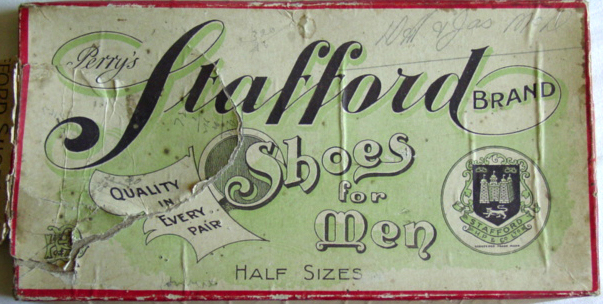 Perry's
Stafford
BRAND
Shoes
for
Men
QUALITY
IN
EVERY
PAIR
STAFFORD
HALF SIZES